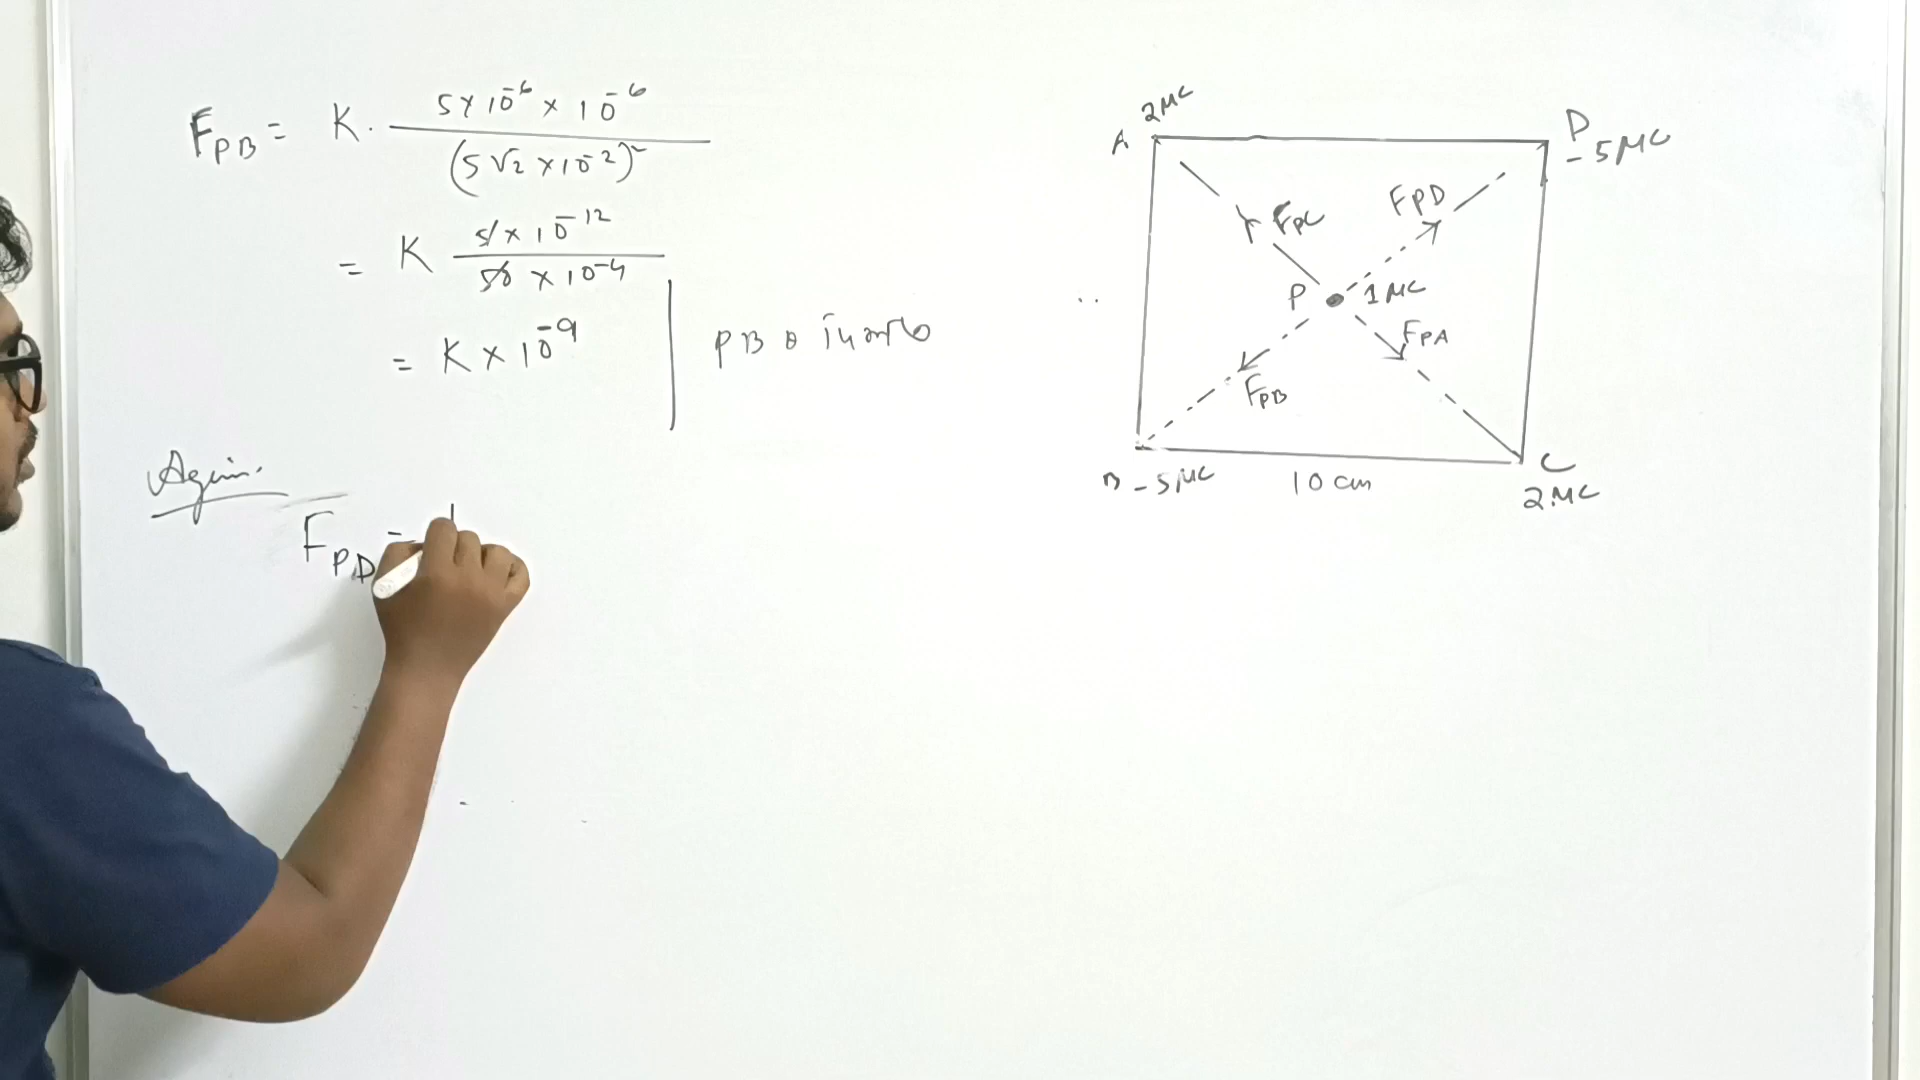 F_PB = K · (5 × 10^-6 × 10^-6) / (5√2 × 10^-2)^2
= K (5 × 10^-12) / (50 × 10^-4)
= K × 10^-9
PB
Again.
F_PD =
A 2μC
D -5μC
F_PC
F_PD
P 1μC
F_PA
F_PB
B -5μC
10 cm
C 2μC